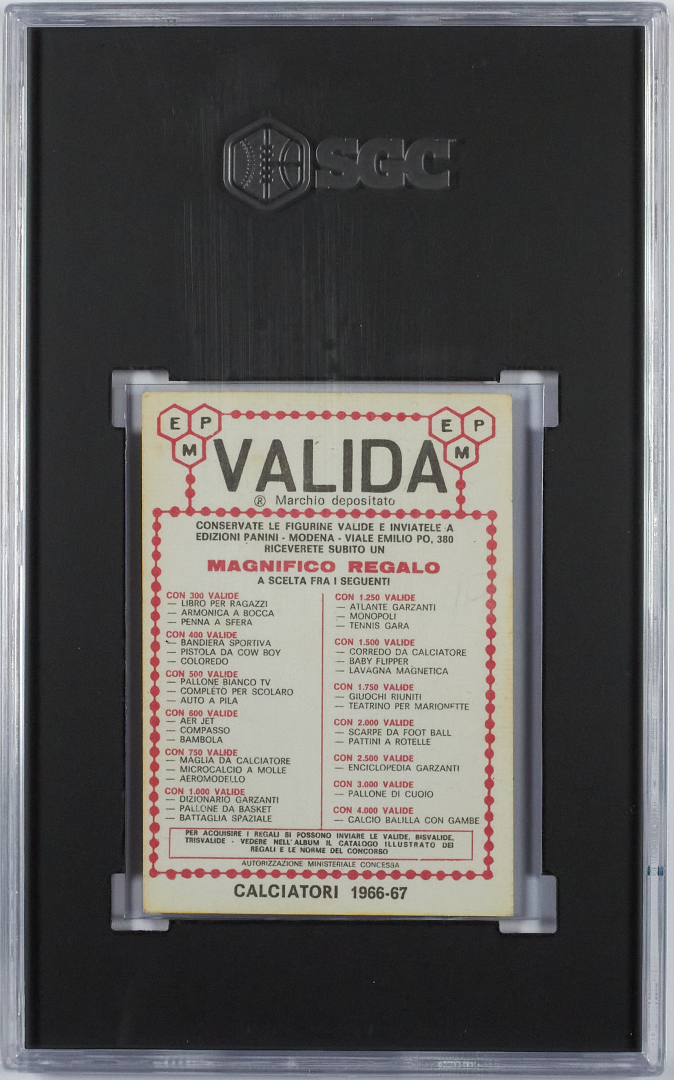 SGC
E P
M
E P
M
VALIDA
® Marchio depositato
CONSERVATE LE FIGURINE VALIDE E INVIATELE A
EDIZIONI PANINI - MODENA - VIALE EMILIO PO, 380
RICEVERETE SUBITO UN
MAGNIFICO REGALO
A SCELTA FRA I SEGUENTI
CON 300 VALIDE
— LIBRO PER RAGAZZI
— ARMONICA A BOCCA
— PENNA A SFERA
CON 400 VALIDE
— BANDIERA SPORTIVA
— PISTOLA DA COW BOY
— COLOREDO
CON 500 VALIDE
— PALLONE BIANCO TV
— COMPLETO PER SCOLARO
— AUTO A PILA
CON 600 VALIDE
— AER JET
— COMPASSO
— BAMBOLA
CON 750 VALIDE
— MAGLIA DA CALCIATORE
— MICROCALCIO A MOLLE
— AEROMODELLO
CON 1.000 VALIDE
— DIZIONARIO GARZANTI
— PALLONE DA BASKET
— BATTAGLIA SPAZIALE
CON 1.250 VALIDE
— ATLANTE GARZANTI
— MONOPOLI
— TENNIS GARA
CON 1.500 VALIDE
— CORREDO DA CALCIATORE
— BABY FLIPPER
— LAVAGNA MAGNETICA
CON 1.750 VALIDE
— GIUOCHI RIUNITI
— TEATRINO PER MARIONETTE
CON 2.000 VALIDE
— SCARPE DA FOOT BALL
— PATTINI A ROTELLE
CON 2.500 VALIDE
— ENCICLOPEDIA GARZANTI
CON 3.000 VALIDE
— PALLONE DI CUOIO
CON 4.000 VALIDE
— CALCIO BALILLA CON GAMBE
PER ACQUISIRE I REGALI SI POSSONO INVIARE LE VALIDE, BISVALIDE,
TRISVALIDE - VEDERE NELL'ALBUM IL CATALOGO ILLUSTRATO DEI
REGALI E LE NORME DEL CONCORSO
AUTORIZZAZIONE MINISTERIALE CONCESSA
CALCIATORI 1966-67